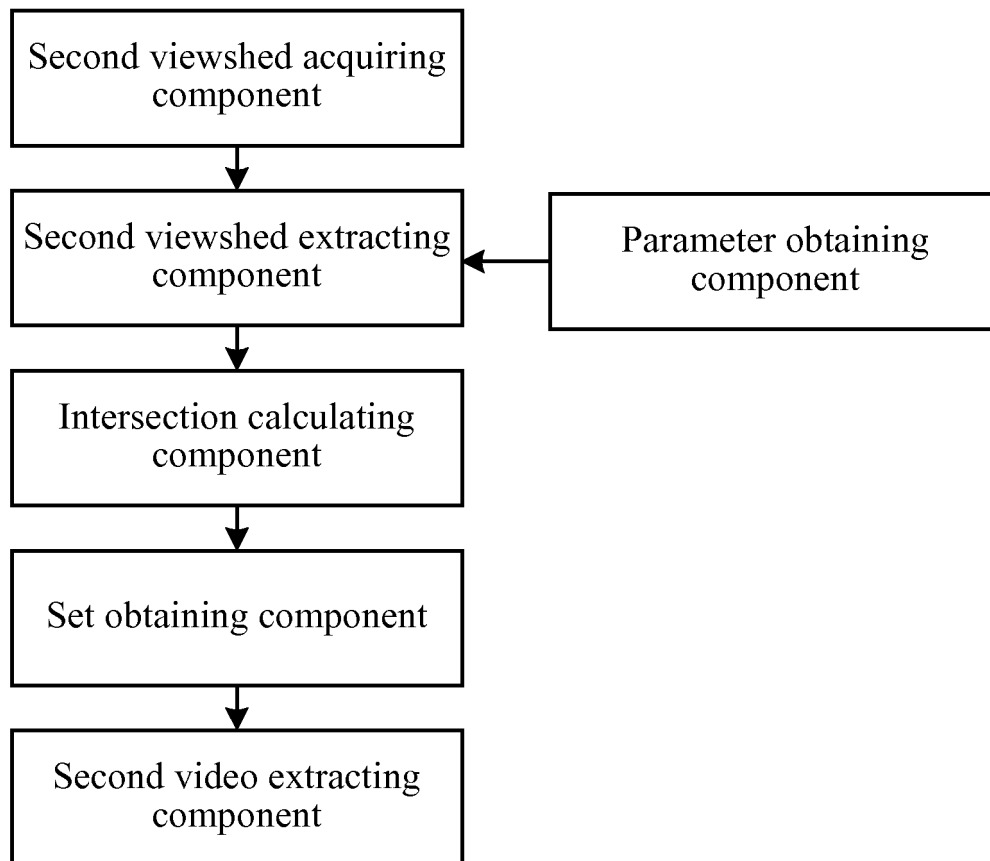 Second viewshed acquiring
component
Second viewshed extracting
component
Parameter obtaining
component
Intersection calculating
component
Set obtaining component
Second video extracting
component